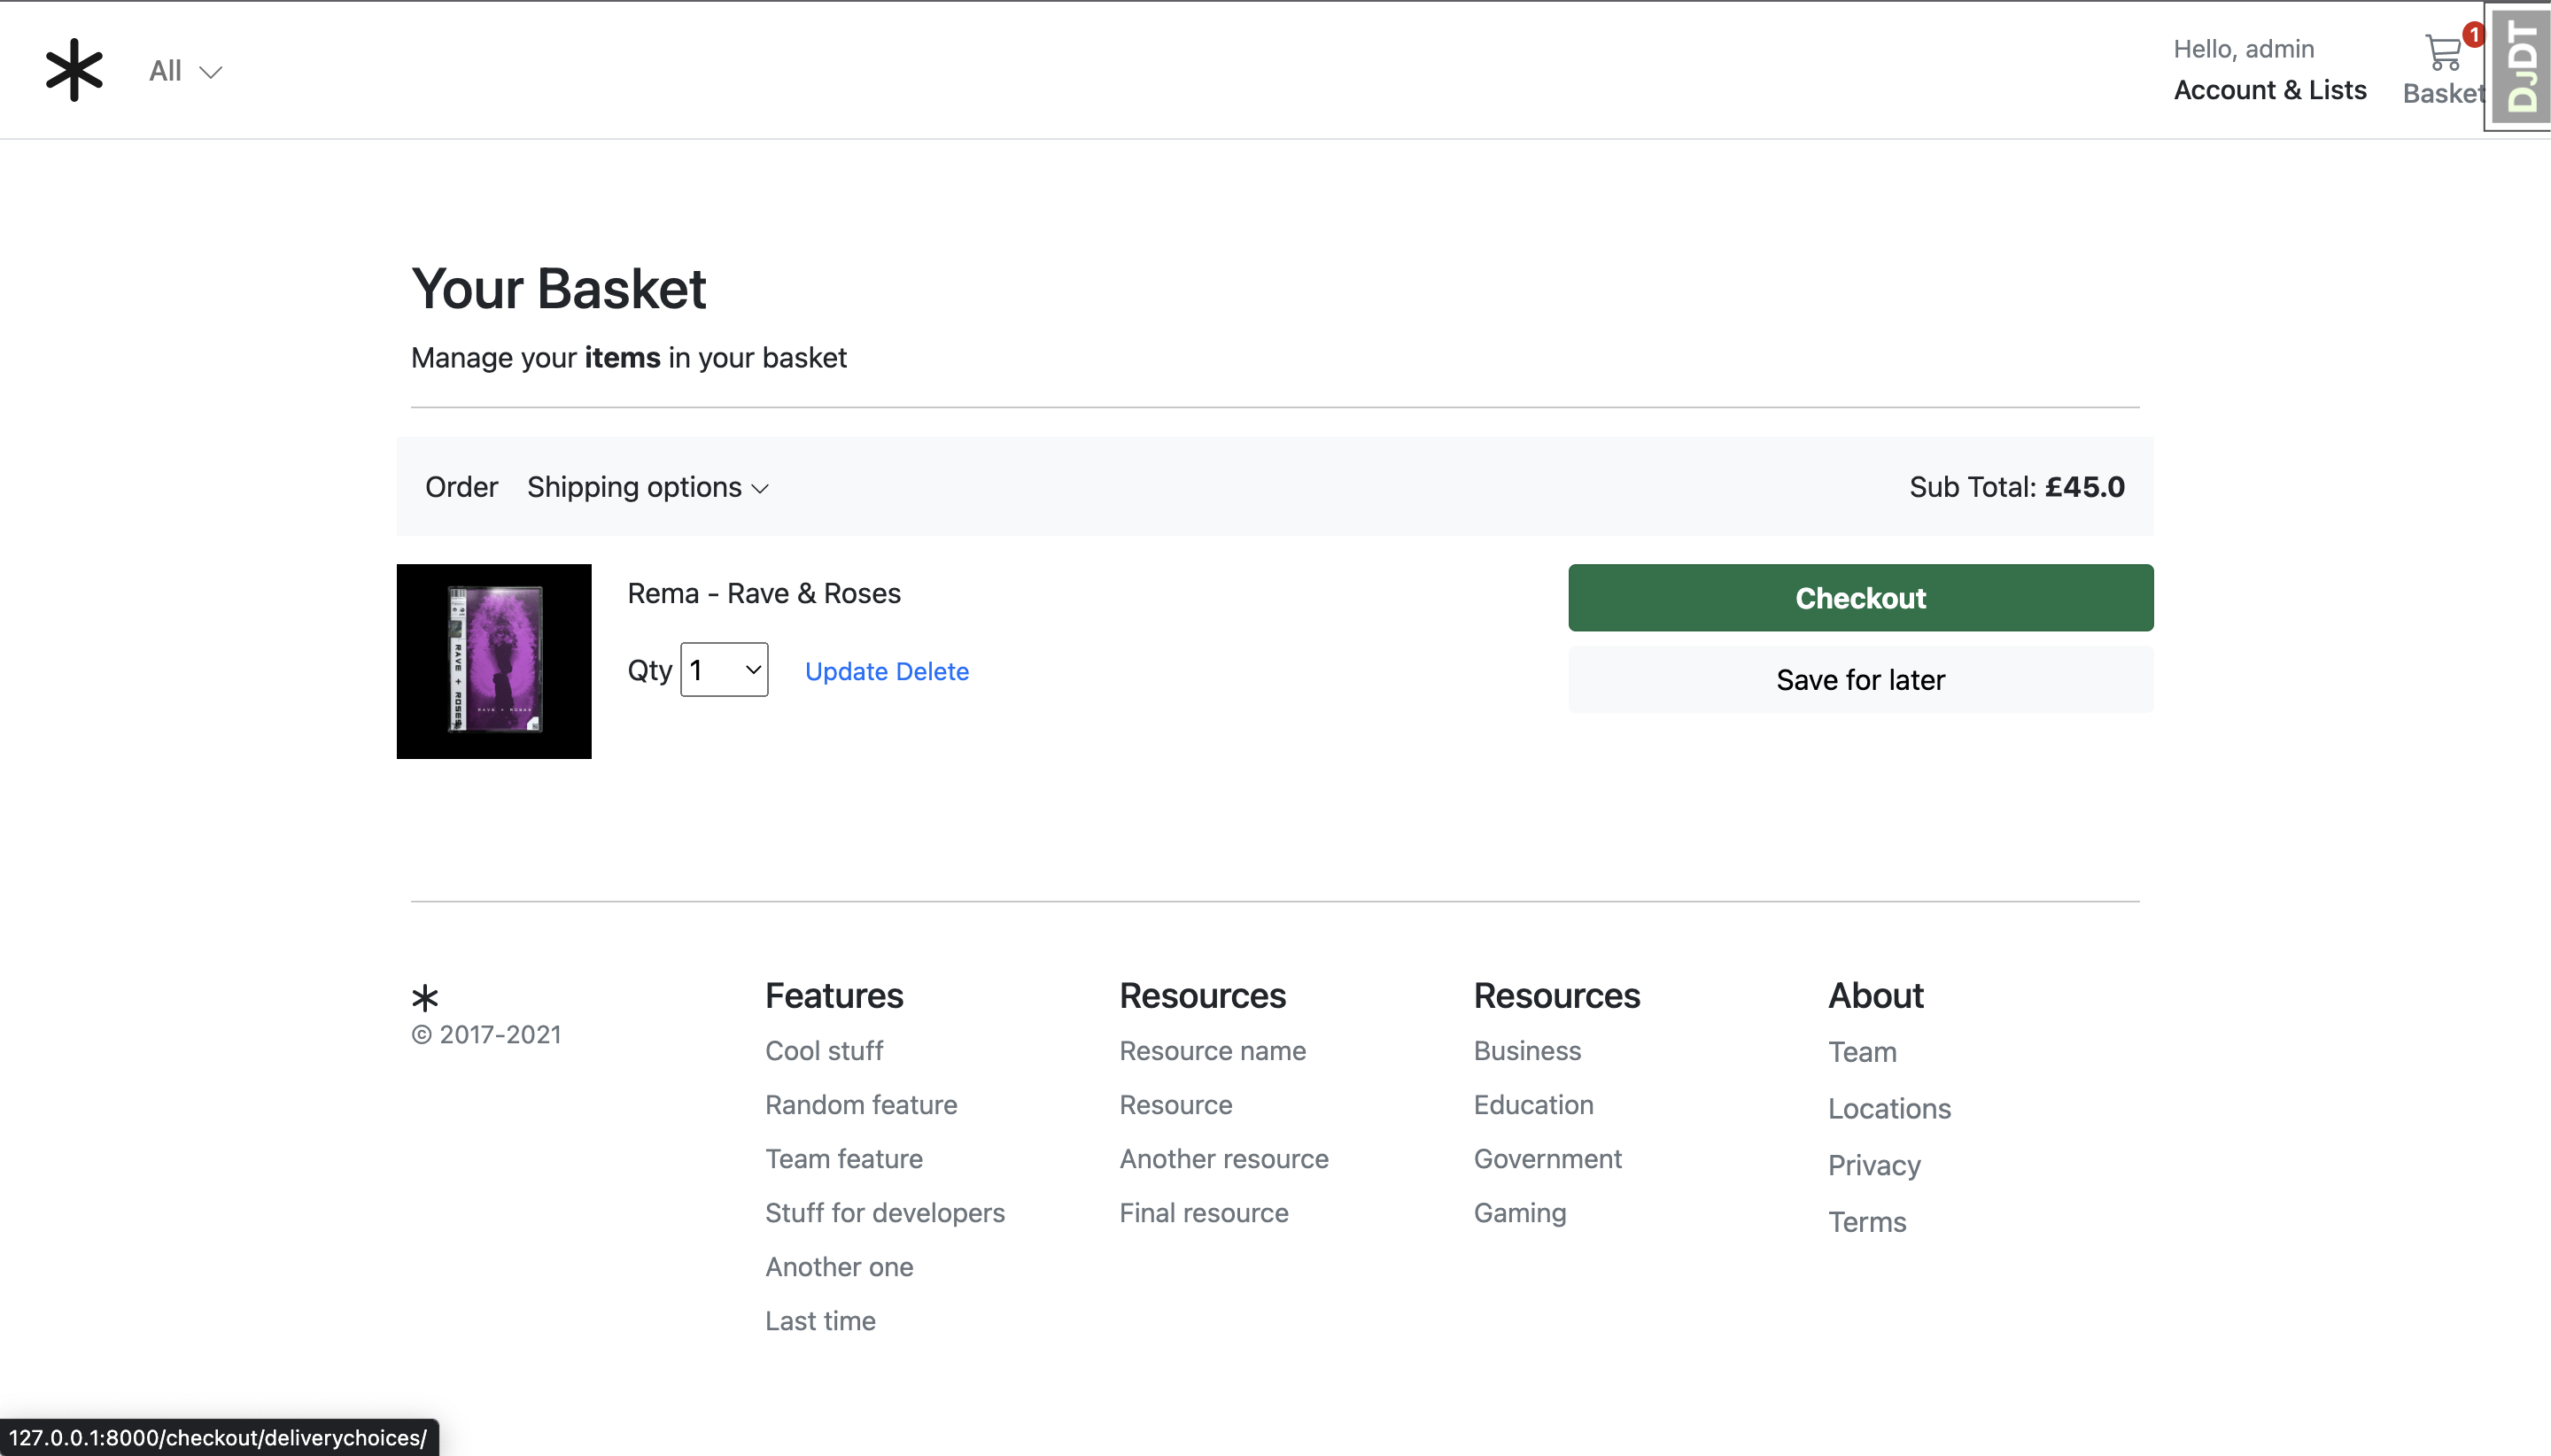 All
Hello, admin
Account & Lists
1
Basket
DJDT
Your Basket
Manage your items in your basket
Order Shipping options
Sub Total: £45.0
RAVE + ROSES
RAVE + ROSES
Rema - Rave & Roses
Qty 1 Update Delete
Checkout
Save for later
© 2017-2021
Features
Cool stuff
Random feature
Team feature
Stuff for developers
Another one
Last time
Resources
Resource name
Resource
Another resource
Final resource
Resources
Business
Education
Government
Gaming
About
Team
Locations
Privacy
Terms
127.0.0.1:8000/checkout/deliverychoices/